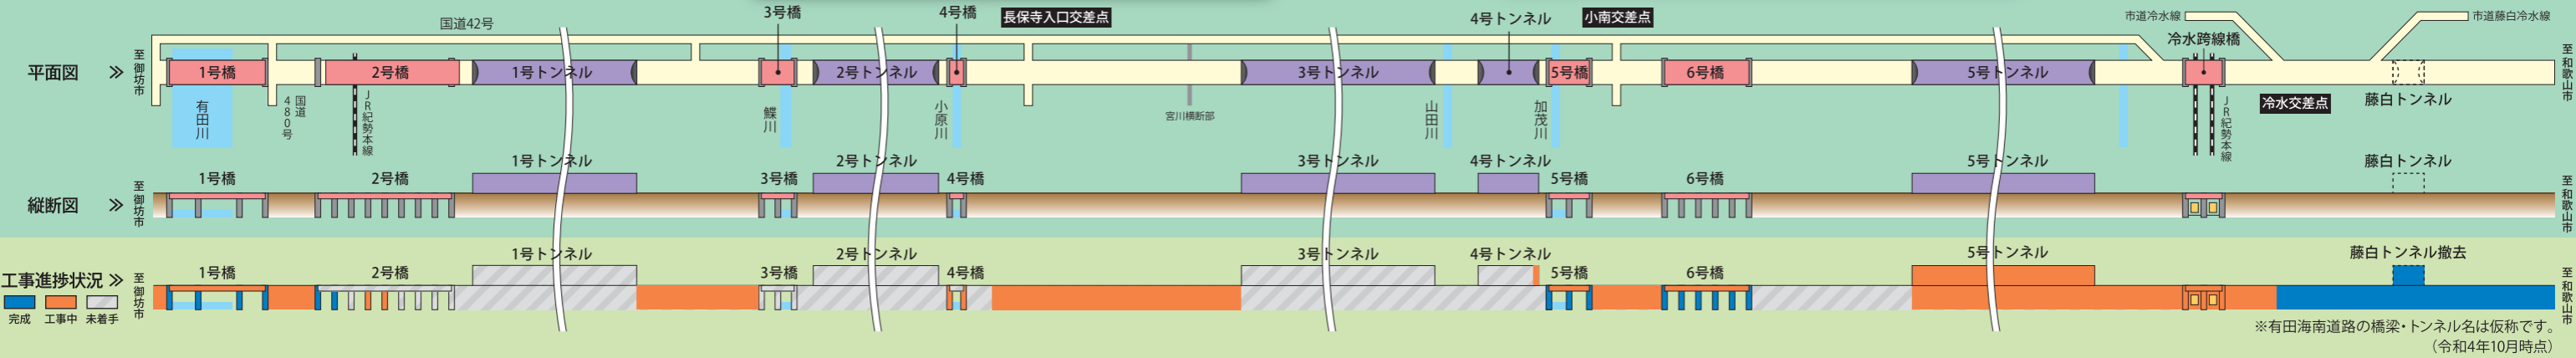 国道42号
3号橋
4号橋
長保寺入口交差点
4号トンネル
小南交差点
市道冷水線
市道藤白冷水線
冷水跨線橋
平面図
至 御坊市
1号橋
2号橋
1号トンネル
2号トンネル
3号トンネル
5号橋
6号橋
5号トンネル
至 和歌山市
有田川
国道480号
JR紀勢本線
鰈川
小原川
宮川横断部
山田川
加茂川
JR紀勢本線
冷水交差点
藤白トンネル
縦断図
至 御坊市
1号橋
2号橋
1号トンネル
3号橋
2号トンネル
4号橋
3号トンネル
4号トンネル
5号橋
6号橋
5号トンネル
藤白トンネル
至 和歌山市
工事進捗状況
至 御坊市
1号橋
2号橋
1号トンネル
3号橋
2号トンネル
4号橋
3号トンネル
4号トンネル
5号橋
6号橋
5号トンネル
藤白トンネル撤去
至 和歌山市
完成 工事中 未着手
※有田海南道路の橋梁・トンネル名は仮称です。
（令和4年10月時点）